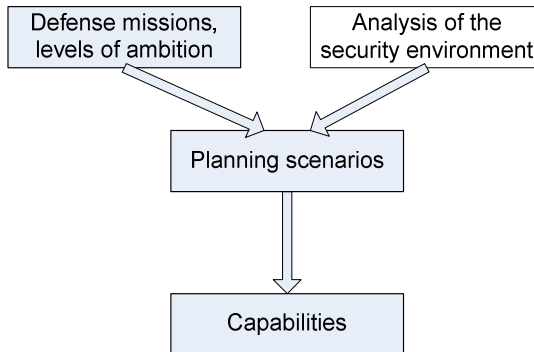 Defense missions,
levels of ambition
Analysis of the
security environment
Planning scenarios
Capabilities